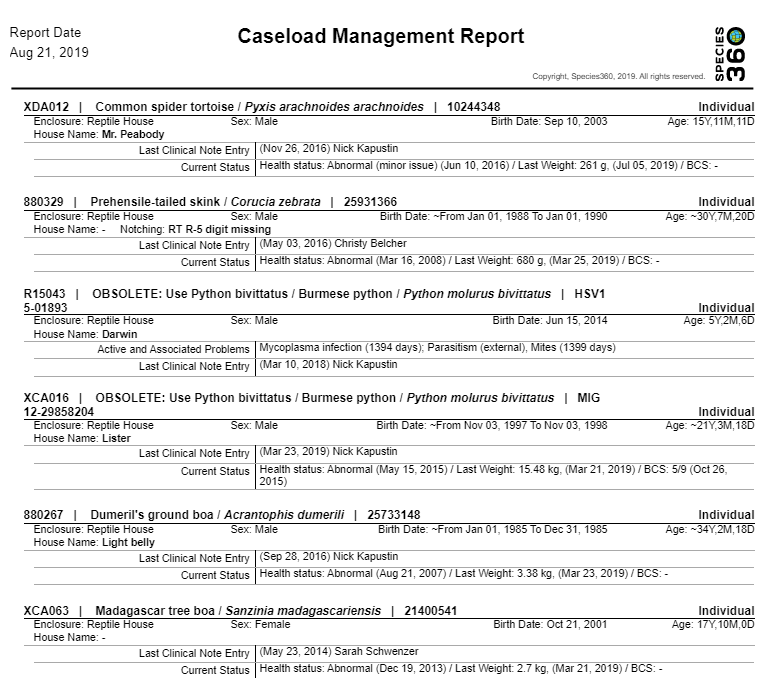 Report Date
Aug 21, 2019
Caseload Management Report
SPECIES
360
Copyright, Species360, 2019. All rights reserved.
XDA012 | Common spider tortoise / Pyxis arachnoides arachnoides | 10244348 Individual
Enclosure: Reptile House Sex: Male Birth Date: Sep 10, 2003 Age: 15Y,11M,11D
House Name: Mr. Peabody
Last Clinical Note Entry (Nov 26, 2016) Nick Kapustin
Current Status Health status: Abnormal (minor issue) (Jun 10, 2016) / Last Weight: 261 g, (Jul 05, 2019) / BCS: -
880329 | Prehensile-tailed skink / Corucia zebrata | 25931366 Individual
Enclosure: Reptile House Sex: Male Birth Date: ~From Jan 01, 1988 To Jan 01, 1990 Age: ~30Y,7M,20D
House Name: - Notching: RT R-5 digit missing
Last Clinical Note Entry (May 03, 2016) Christy Belcher
Current Status Health status: Abnormal (Mar 16, 2008) / Last Weight: 680 g, (Mar 25, 2019) / BCS: -
R15043 | OBSOLETE: Use Python bivittatus / Burmese python / Python molurus bivittatus | HSV1
5-01893 Individual
Enclosure: Reptile House Sex: Male Birth Date: Jun 15, 2014 Age: 5Y,2M,6D
House Name: Darwin
Active and Associated Problems Mycoplasma infection (1394 days); Parasitism (external), Mites (1399 days)
Last Clinical Note Entry (Mar 10, 2018) Nick Kapustin
XCA016 | OBSOLETE: Use Python bivittatus / Burmese python / Python molurus bivittatus | MIG
12-29858204 Individual
Enclosure: Reptile House Sex: Male Birth Date: ~From Nov 03, 1997 To Nov 03, 1998 Age: ~21Y,3M,18D
House Name: Lister
Last Clinical Note Entry (Mar 23, 2019) Nick Kapustin
Current Status Health status: Abnormal (May 15, 2015) / Last Weight: 15.48 kg, (Mar 21, 2019) / BCS: 5/9 (Oct 26,
2015)
880267 | Dumeril's ground boa / Acrantophis dumerili | 25733148 Individual
Enclosure: Reptile House Sex: Male Birth Date: ~From Jan 01, 1985 To Dec 31, 1985 Age: ~34Y,2M,18D
House Name: Light belly
Last Clinical Note Entry (Sep 28, 2016) Nick Kapustin
Current Status Health status: Abnormal (Aug 21, 2007) / Last Weight: 3.38 kg, (Mar 23, 2019) / BCS: -
XCA063 | Madagascar tree boa / Sanzinia madagascariensis | 21400541 Individual
Enclosure: Reptile House Sex: Female Birth Date: Oct 21, 2001 Age: 17Y,10M,0D
House Name: -
Last Clinical Note Entry (May 23, 2014) Sarah Schwenzer
Current Status Health status: Abnormal (Dec 19, 2013) / Last Weight: 2.7 kg, (Mar 21, 2019) / BCS: -